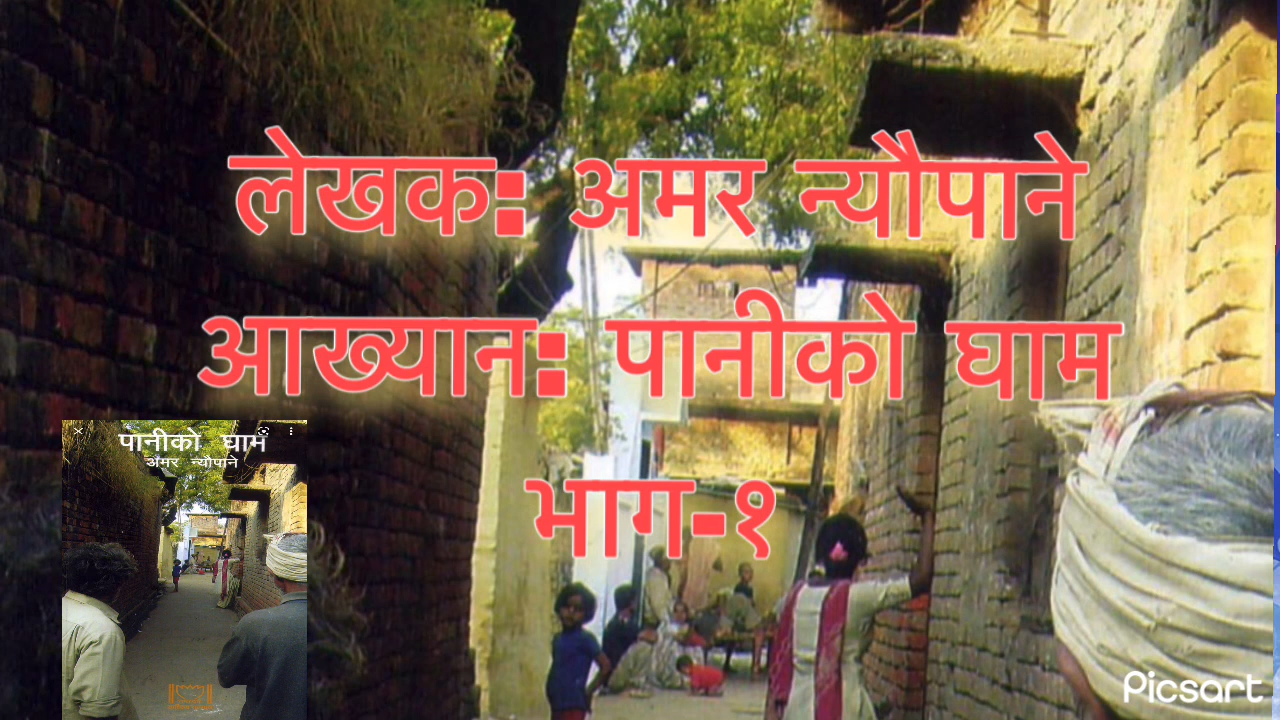 लेखक: अमर न्यौपाने
आख्यान: पानीको घाम
भाग-१
पानीको घाम
अमर न्यौपाने
Picsart